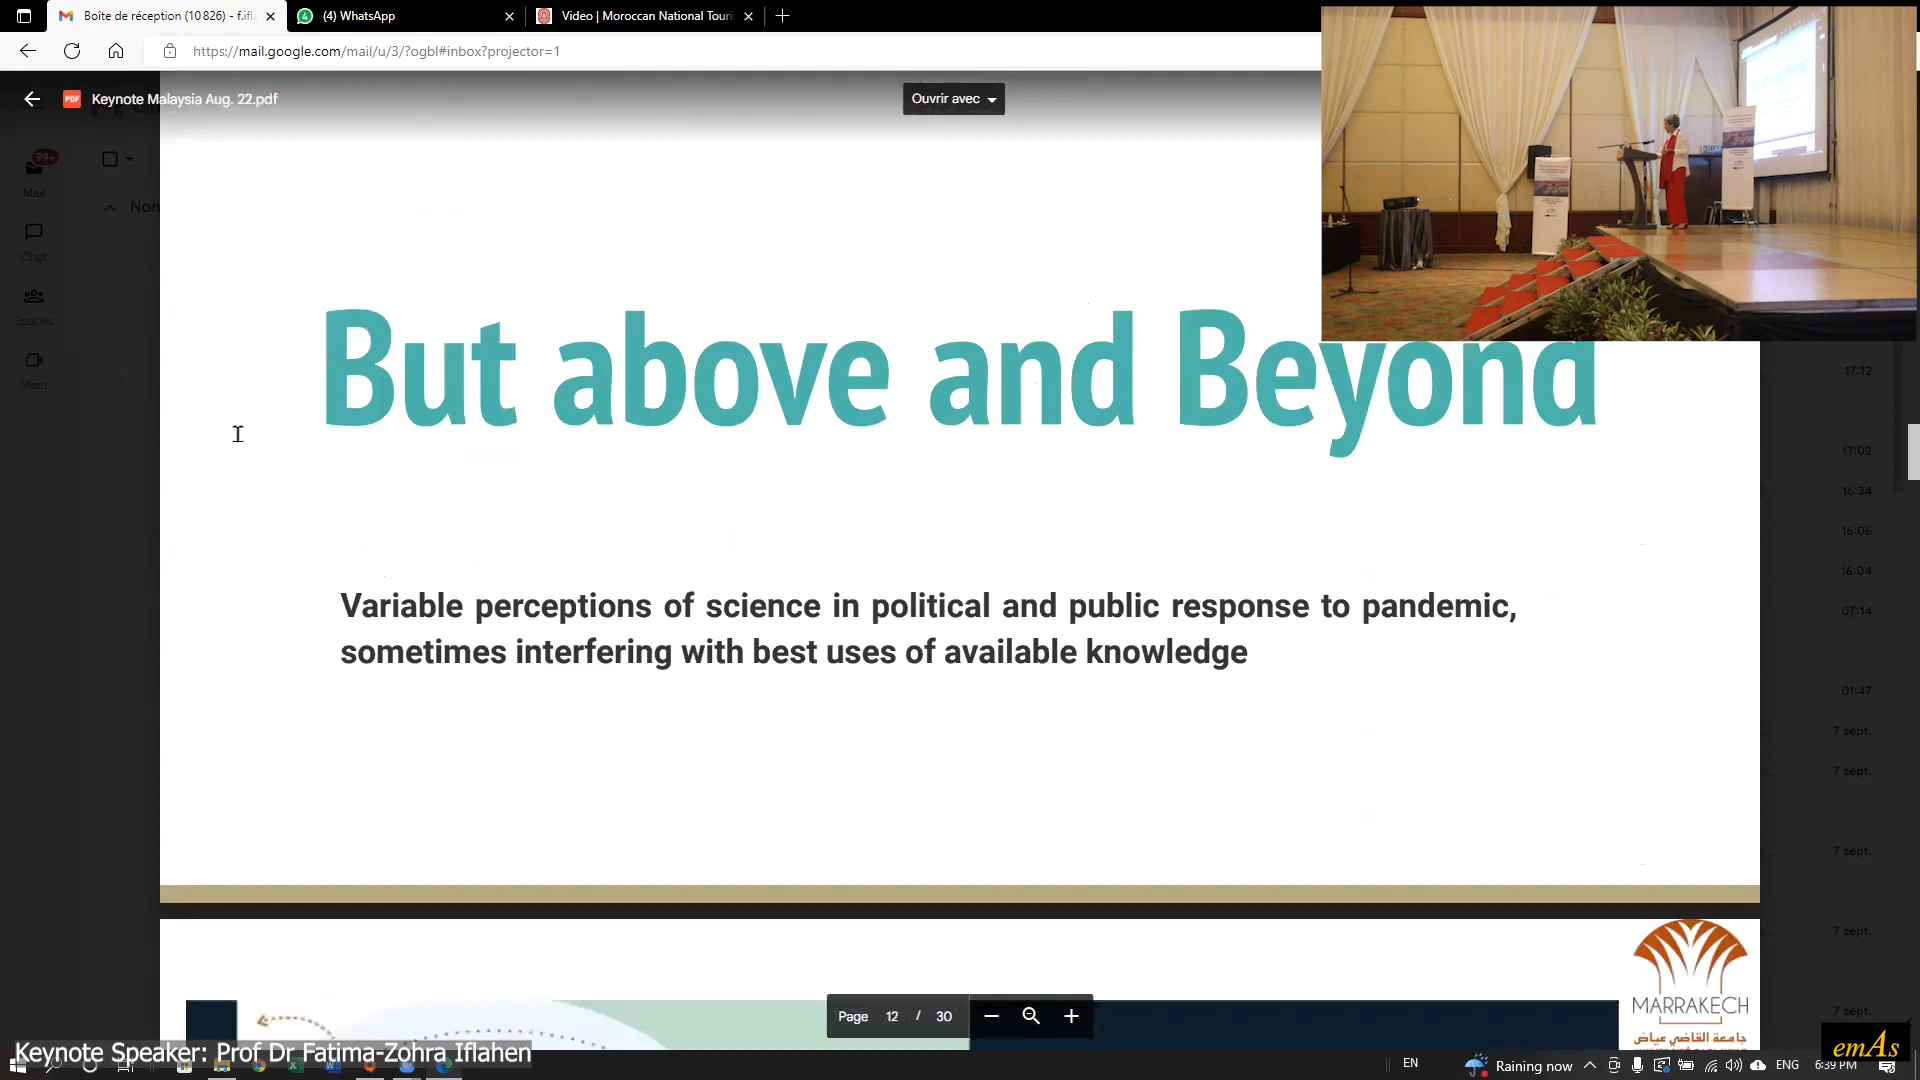 Boîte de réception (10 826) - f.ifla
(4) WhatsApp
Video | Moroccan National Touri
https://mail.google.com/mail/u/3/?ogbl#inbox?projector=1
PDF
Keynote Malaysia Aug. 22.pdf
Ouvrir avec
99+
Mail
Non
Chat
Spaces
Meet
But above and Beyond
Variable perceptions of science in political and public response to pandemic,
sometimes interfering with best uses of available knowledge
17:12
17:02
16:34
16:06
16:04
07:14
01:47
7 sept.
7 sept.
7 sept.
7 sept.
7 sept.
MARRAKECH
جامعة القاضي عياض
Page 12 / 30
Keynote Speaker: Prof Dr Fatima-Zohra Iflahen
emAs
EN
Raining now
ENG
6:39 PM